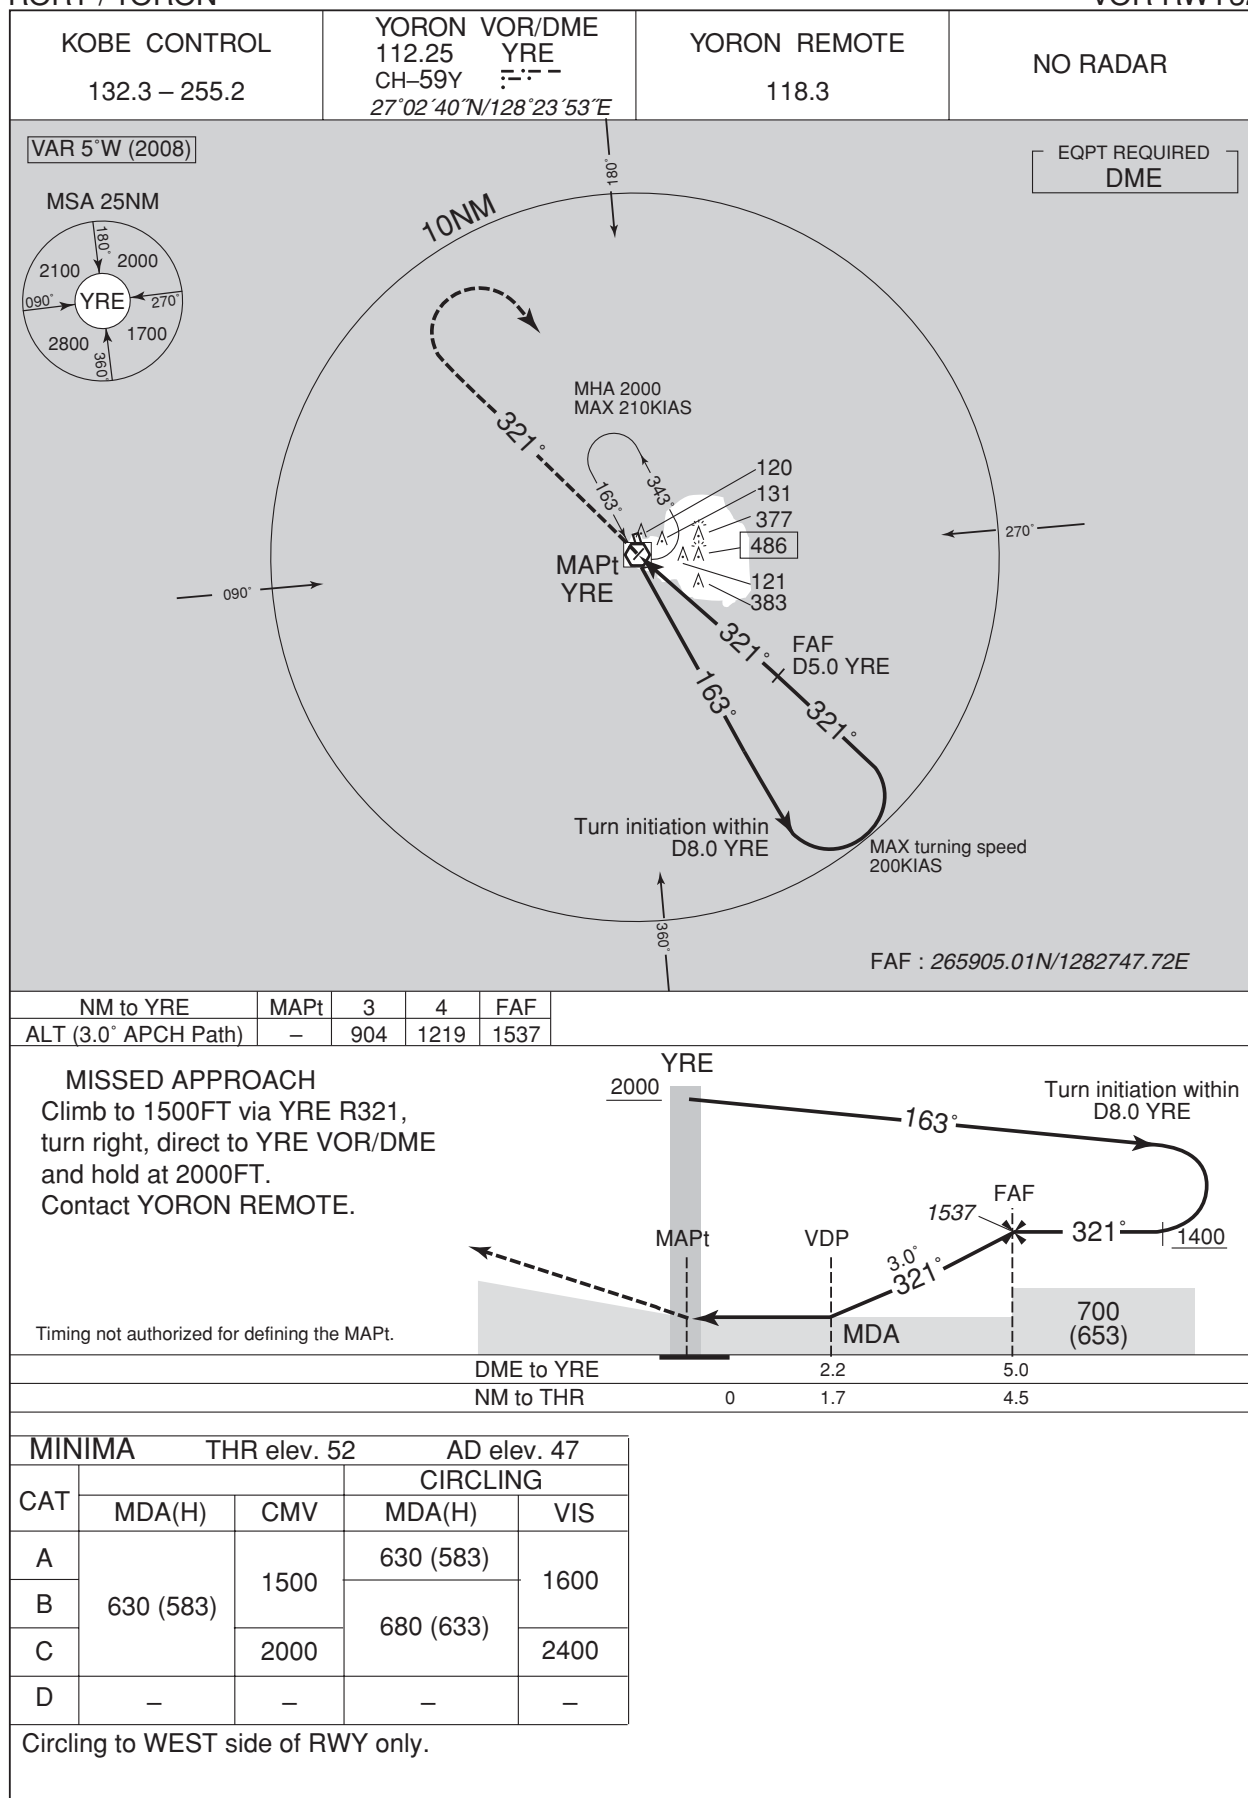 KOBE CONTROL
132.3 – 255.2
YORON VOR/DME
112.25 YRE
CH–59Y
27°02´40˝N/128°23´53˝E
YORON REMOTE
118.3
NO RADAR
VAR 5°W (2008)
EQPT REQUIRED
DME
MSA 25NM
180°
2100
2000
090°
YRE
270°
2800
1700
360°
180°
10NM
321°
MHA 2000
MAX 210KIAS
163°
343°
120
131
377
486
121
383
270°
090°
MAPt
YRE
321°
FAF
D5.0 YRE
163°
321°
Turn initiation within
D8.0 YRE
MAX turning speed
200KIAS
360°
FAF : 265905.01N/1282747.72E
NM to YRE MAPt 3 4 FAF
ALT (3.0° APCH Path) – 904 1219 1537
MISSED APPROACH
Climb to 1500FT via YRE R321,
turn right, direct to YRE VOR/DME
and hold at 2000FT.
Contact YORON REMOTE.
YRE
2000
Turn initiation within
D8.0 YRE
163°
FAF
1537
321°
1400
MAPt
VDP
3.0°
321°
700
(653)
MDA
Timing not authorized for defining the MAPt.
DME to YRE 2.2 5.0
NM to THR 0 1.7 4.5
MINIMA THR elev. 52 AD elev. 47
CAT
CIRCLING
MDA(H) CMV MDA(H) VIS
A
630 (583)
1500
630 (583)
1600
B
680 (633)
C
2000
2400
D – – – –
Circling to WEST side of RWY only.